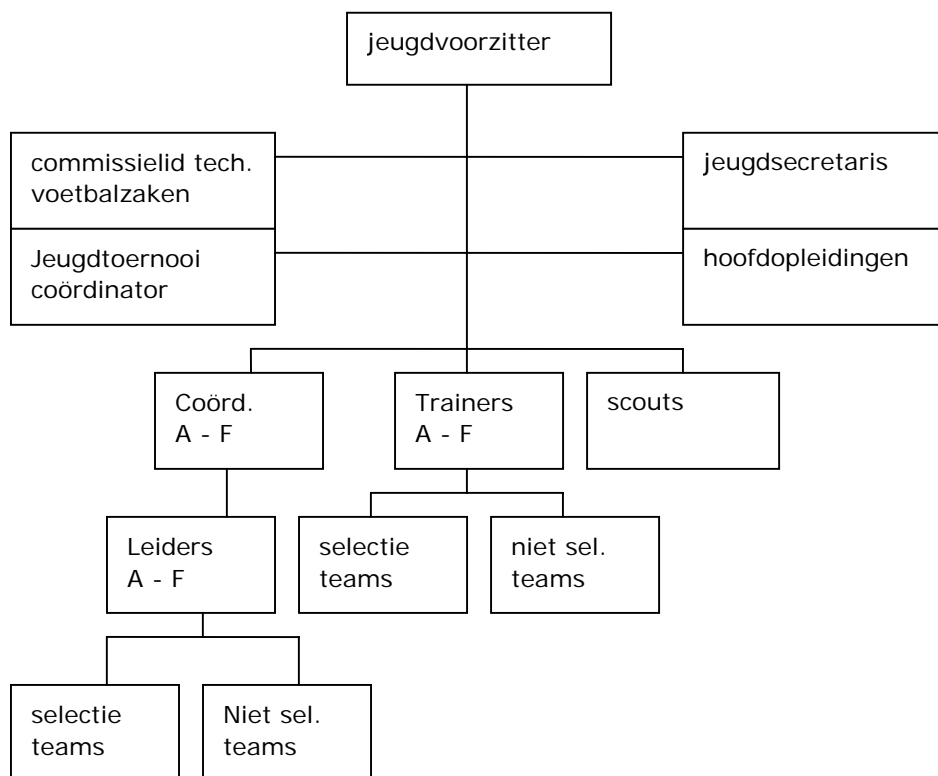 jeugdvoorzitter
commissielid tech.
voetbalzaken
jeugdsecretaris
Jeugdtoernooi
coördinator
hoofdopleidingen
Coörd.
A - F
Trainers
A - F
scouts
Leiders
A - F
selectie
teams
niet sel.
teams
selectie
teams
Niet sel.
teams